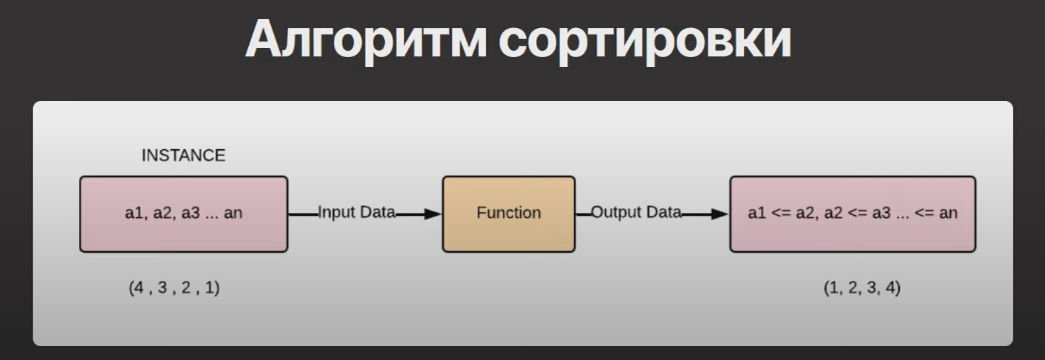 Алгоритм сортировки
INSTANCE
a1, a2, a3 ... an
Input Data
Function
Output Data
a1 <= a2, a2 <= a3 ... <= an
(4 , 3 , 2 , 1)
(1, 2, 3, 4)